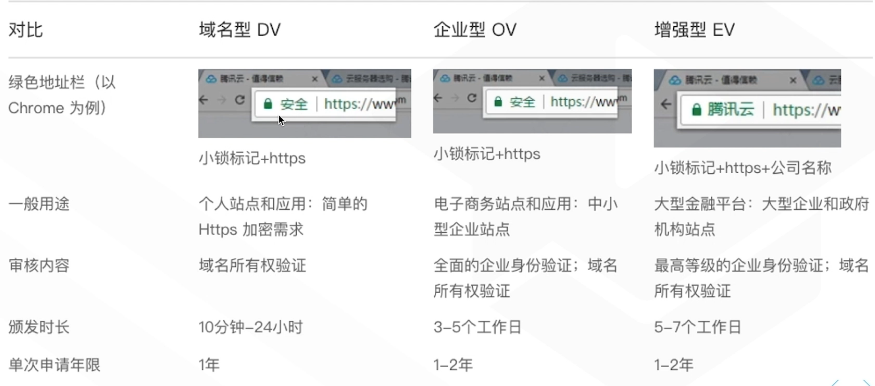 对比
域名型 DV
企业型 OV
增强型 EV
绿色地址栏（以
Chrome 为例）
腾讯云 - 值得信赖
安全 | https://ww
小锁标记+https
腾讯云 - 值得信赖
安全 | https://ww
小锁标记+https
腾讯云 - 值得信赖
腾讯云 | https://w
小锁标记+https+公司名称
一般用途
个人站点和应用：简单的
Https 加密需求
电子商务站点和应用：中小
型企业站点
大型金融平台：大型企业和政府
机构站点
审核内容
域名所有权验证
全面的企业身份验证；域名
所有权验证
最高等级的企业身份验证；域名
所有权验证
颁发时长
10分钟–24小时
3–5个工作日
5–7个工作日
单次申请年限
1年
1–2年
1–2年